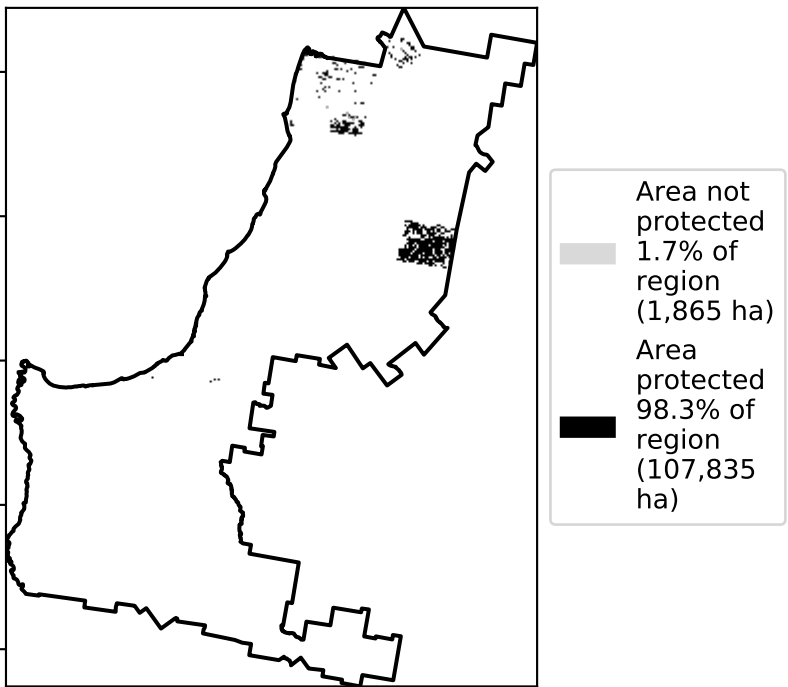 Area not
protected
1.7% of
region
(1,865 ha)
Area
protected
98.3% of
region
(107,835
ha)